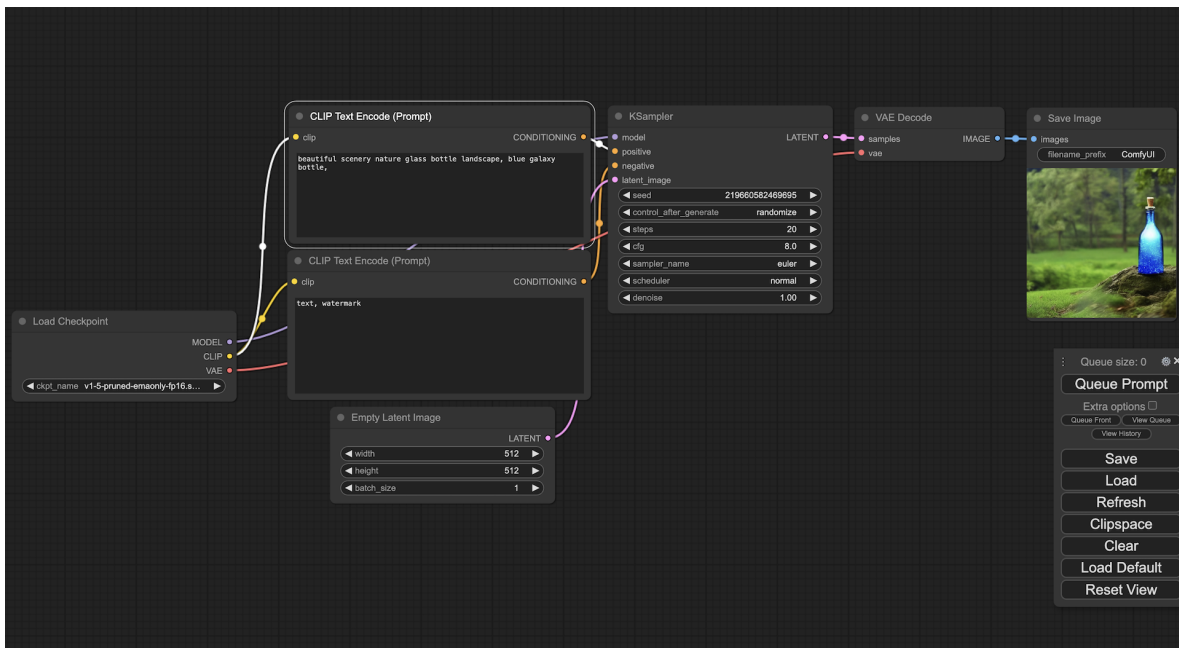 CLIP Text Encode (Prompt)
clip
CONDITIONING
beautiful scenery nature glass bottle landscape, blue galaxy
bottle,
CLIP Text Encode (Prompt)
clip
CONDITIONING
text, watermark
Load Checkpoint
MODEL
CLIP
VAE
ckpt_name v1-5-pruned-emaonly-fp16.s...
Empty Latent Image
LATENT
width 512
height 512
batch_size 1
KSampler
model LATENT
positive
negative
latent_image
seed 219660582469695
control_after_generate randomize
steps 20
cfg 8.0
sampler_name euler
scheduler normal
denoise 1.00
VAE Decode
samples IMAGE
vae
Save Image
images
filename_prefix ComfyUI
Queue size: 0
Queue Prompt
Extra options
Queue Front View Queue
View History
Save
Load
Refresh
Clipspace
Clear
Load Default
Reset View